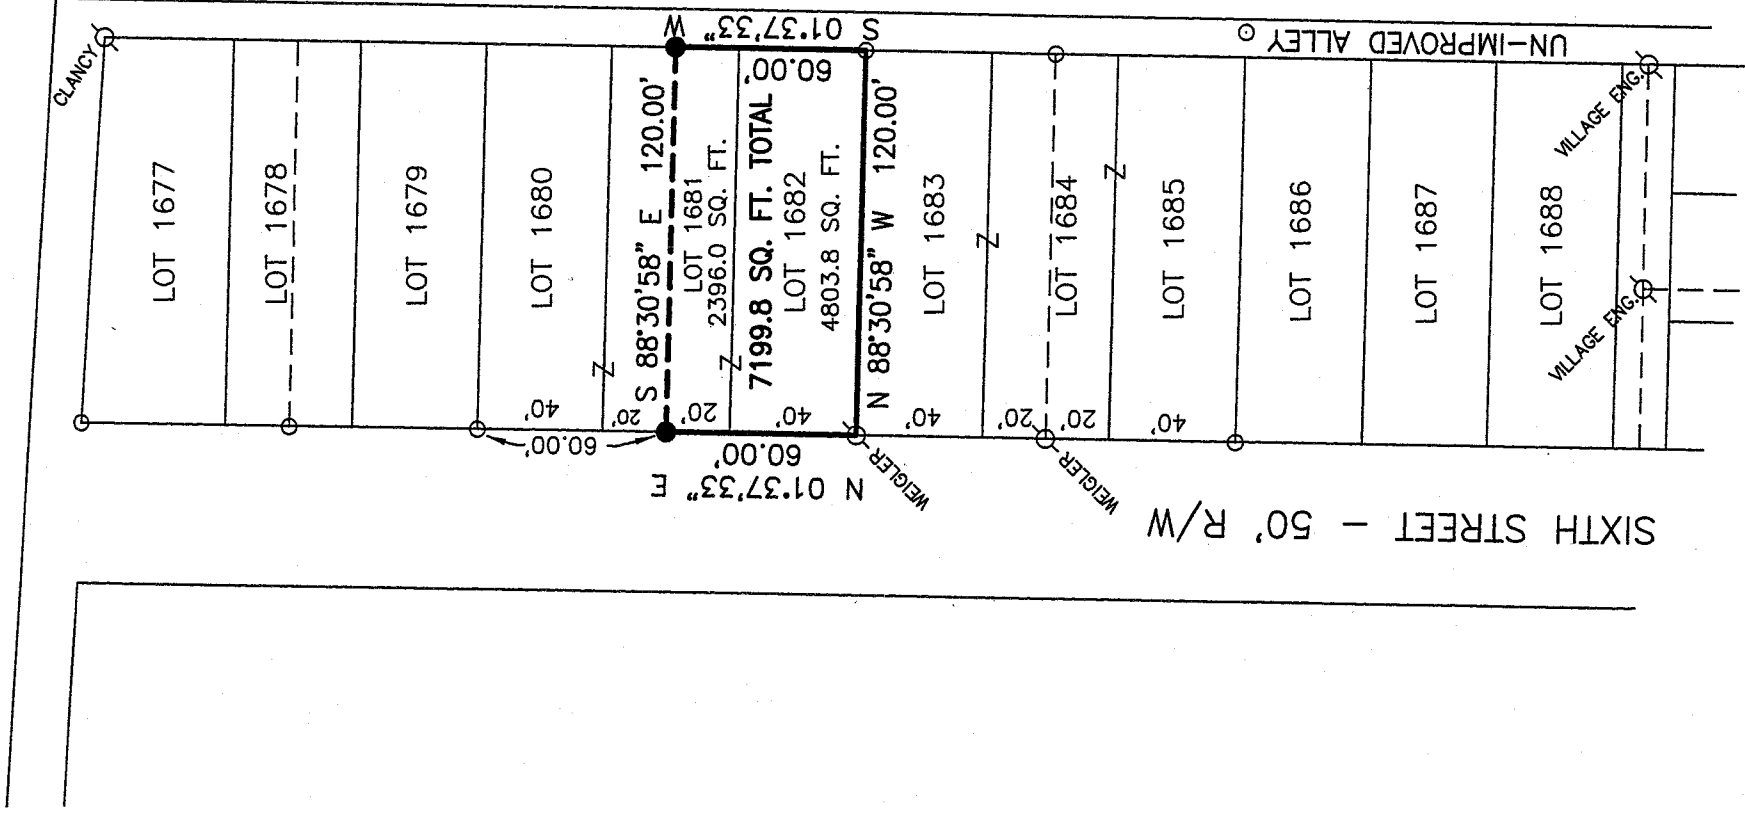 CLANCY
S 01°37'33" W
UN-IMPROVED ALLEY
60.00'
VILLAGE ENG.
VILLAGE ENG.
LOT 1677
LOT 1678
LOT 1679
LOT 1680
S 88°30'58" E 120.00'
LOT 1681
2396.0 SQ. FT.
7199.8 SQ. FT. TOTAL
LOT 1682
4803.8 SQ. FT.
N 88°30'58" W 120.00'
LOT 1683
LOT 1684
LOT 1685
LOT 1686
LOT 1687
LOT 1688
Z
Z
Z
Z
40'
20'
20'
40'
40'
20'
20'
40'
60.00'
60.00'
N 01°37'33" E
WEIGLER
WEIGLER
SIXTH STREET - 50' R/W